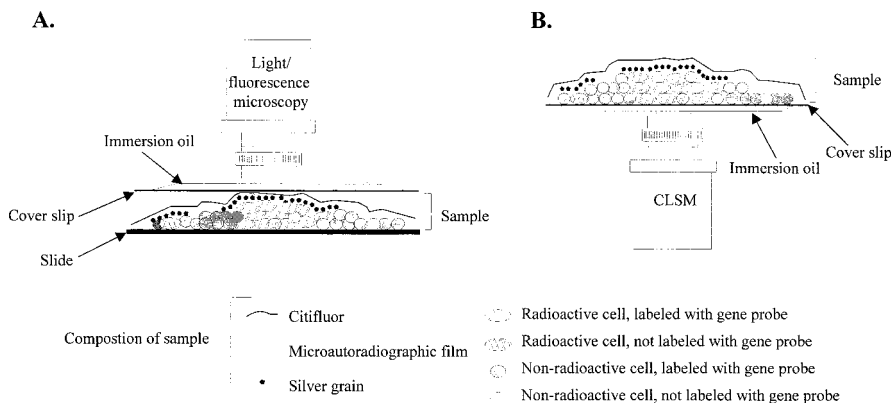 A.
Light/
fluorescence
microscopy
Immersion oil
Cover slip
Slide
Sample
B.
Sample
Cover slip
Immersion oil
CLSM
Compostion of sample
Citifluor
Microautoradiographic film
Silver grain
Radioactive cell, labeled with gene probe
Radioactive cell, not labeled with gene probe
Non-radioactive cell, labeled with gene probe
Non-radioactive cell, not labeled with gene probe